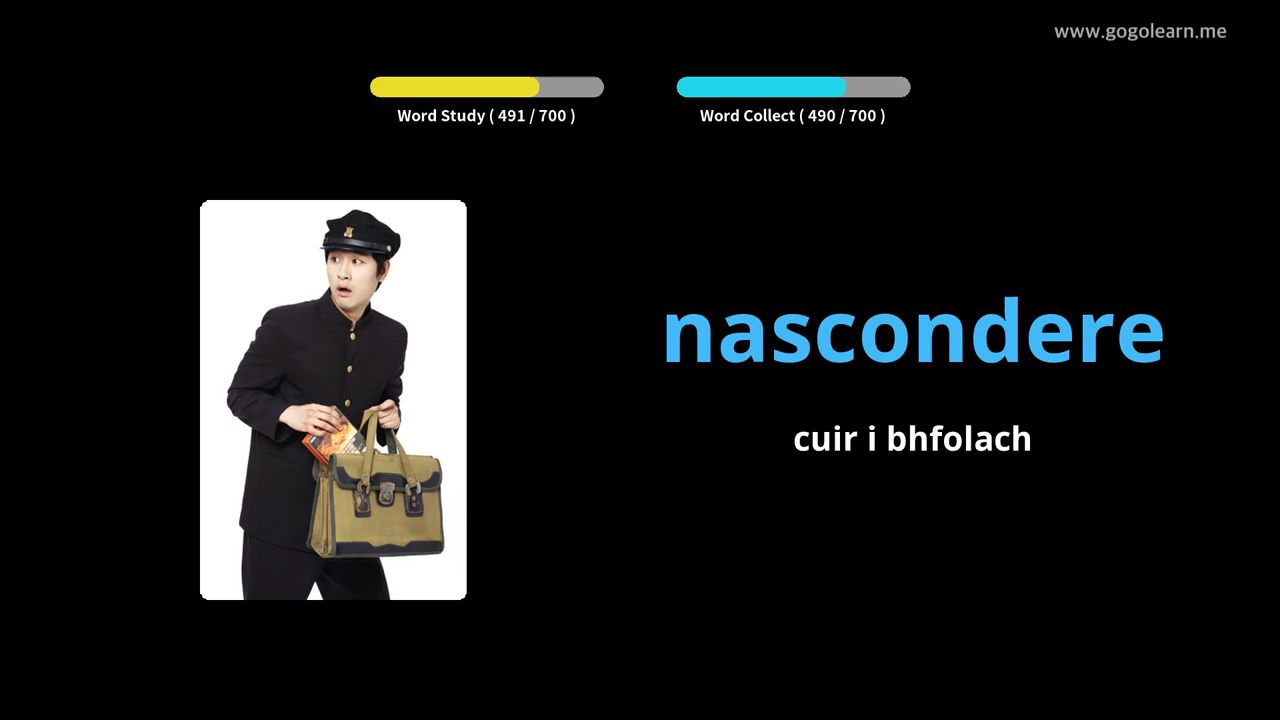 www.gogolearn.me
Word Study ( 491 / 700 )
Word Collect ( 490 / 700 )
nascondere
cuir i bhfolach